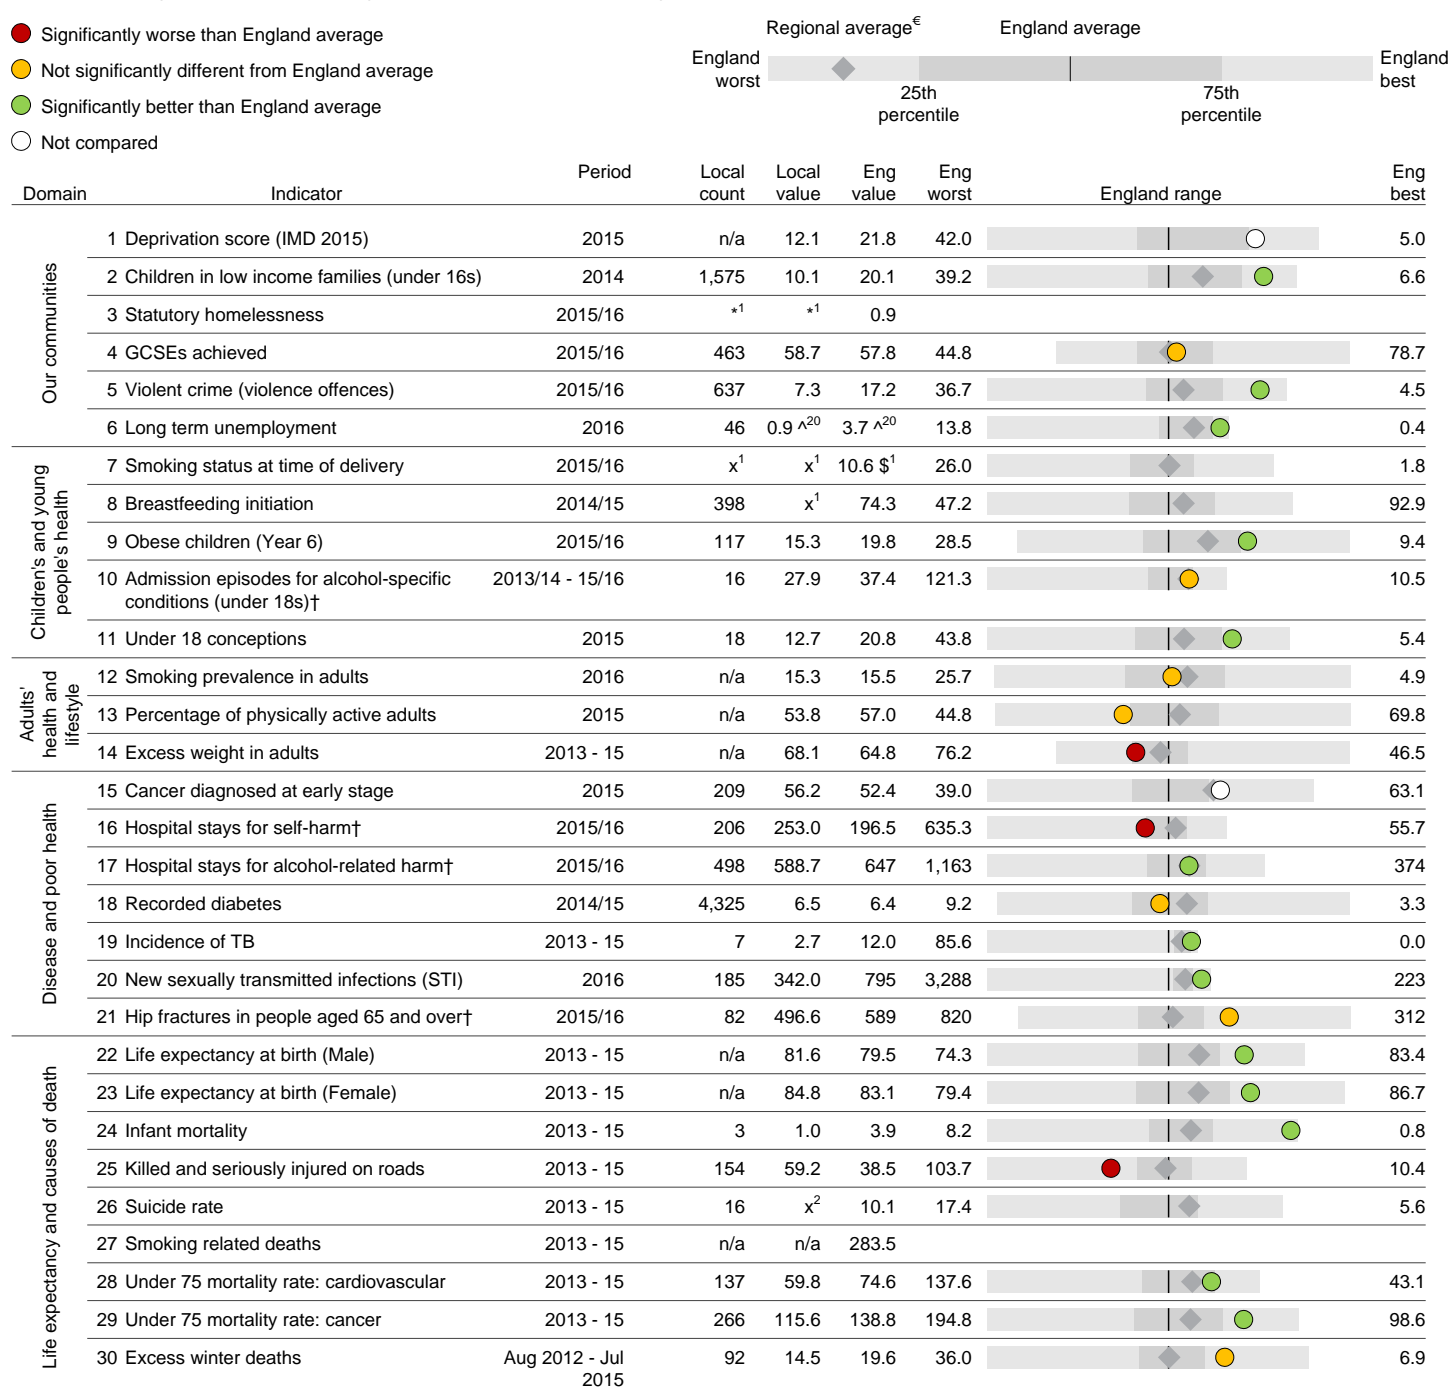 Significantly worse than England average
Not significantly different from England average
Significantly better than England average
Not compared
Regional average€ England average
England worst
England best
25th percentile
75th percentile
Domain Indicator Period Local count Local value Eng value Eng worst England range Eng best
Our communities
1 Deprivation score (IMD 2015) 2015 n/a 12.1 21.8 42.0 5.0
2 Children in low income families (under 16s) 2014 1,575 10.1 20.1 39.2 6.6
3 Statutory homelessness 2015/16 *1 *1 0.9
4 GCSEs achieved 2015/16 463 58.7 57.8 44.8 78.7
5 Violent crime (violence offences) 2015/16 637 7.3 17.2 36.7 4.5
6 Long term unemployment 2016 46 0.9 ^20 3.7 ^20 13.8 0.4
Children's and young people's health
7 Smoking status at time of delivery 2015/16 x1 x1 10.6 $1 26.0 1.8
8 Breastfeeding initiation 2014/15 398 x1 74.3 47.2 92.9
9 Obese children (Year 6) 2015/16 117 15.3 19.8 28.5 9.4
10 Admission episodes for alcohol-specific 2013/14 - 15/16 16 27.9 37.4 121.3 10.5
conditions (under 18s)†
11 Under 18 conceptions 2015 18 12.7 20.8 43.8 5.4
Adults' health and lifestyle
12 Smoking prevalence in adults 2016 n/a 15.3 15.5 25.7 4.9
13 Percentage of physically active adults 2015 n/a 53.8 57.0 44.8 69.8
14 Excess weight in adults 2013 - 15 n/a 68.1 64.8 76.2 46.5
Disease and poor health
15 Cancer diagnosed at early stage 2015 209 56.2 52.4 39.0 63.1
16 Hospital stays for self-harm† 2015/16 206 253.0 196.5 635.3 55.7
17 Hospital stays for alcohol-related harm† 2015/16 498 588.7 647 1,163 374
18 Recorded diabetes 2014/15 4,325 6.5 6.4 9.2 3.3
19 Incidence of TB 2013 - 15 7 2.7 12.0 85.6 0.0
20 New sexually transmitted infections (STI) 2016 185 342.0 795 3,288 223
21 Hip fractures in people aged 65 and over† 2015/16 82 496.6 589 820 312
Life expectancy and causes of death
22 Life expectancy at birth (Male) 2013 - 15 n/a 81.6 79.5 74.3 83.4
23 Life expectancy at birth (Female) 2013 - 15 n/a 84.8 83.1 79.4 86.7
24 Infant mortality 2013 - 15 3 1.0 3.9 8.2 0.8
25 Killed and seriously injured on roads 2013 - 15 154 59.2 38.5 103.7 10.4
26 Suicide rate 2013 - 15 16 x2 10.1 17.4 5.6
27 Smoking related deaths 2013 - 15 n/a n/a 283.5
28 Under 75 mortality rate: cardiovascular 2013 - 15 137 59.8 74.6 137.6 43.1
29 Under 75 mortality rate: cancer 2013 - 15 266 115.6 138.8 194.8 98.6
30 Excess winter deaths Aug 2012 - Jul 92 14.5 19.6 36.0 6.9
2015